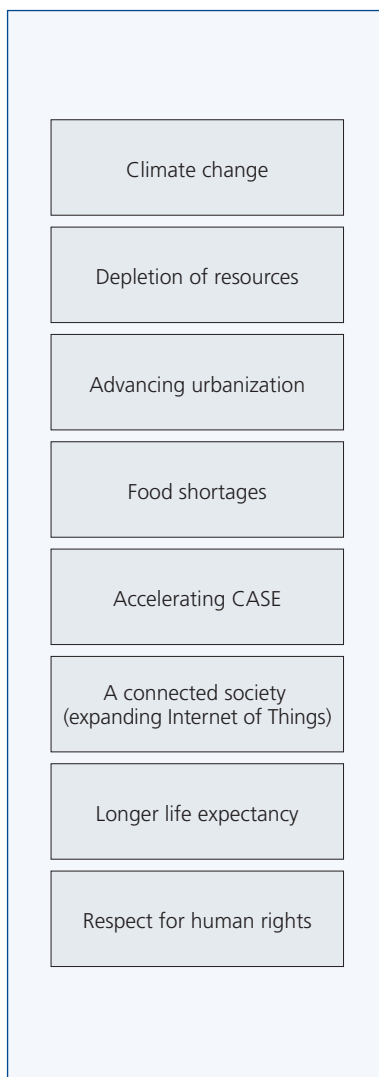 Climate change
Depletion of resources
Advancing urbanization
Food shortages
Accelerating CASE
A connected society
(expanding Internet of Things)
Longer life expectancy
Respect for human rights